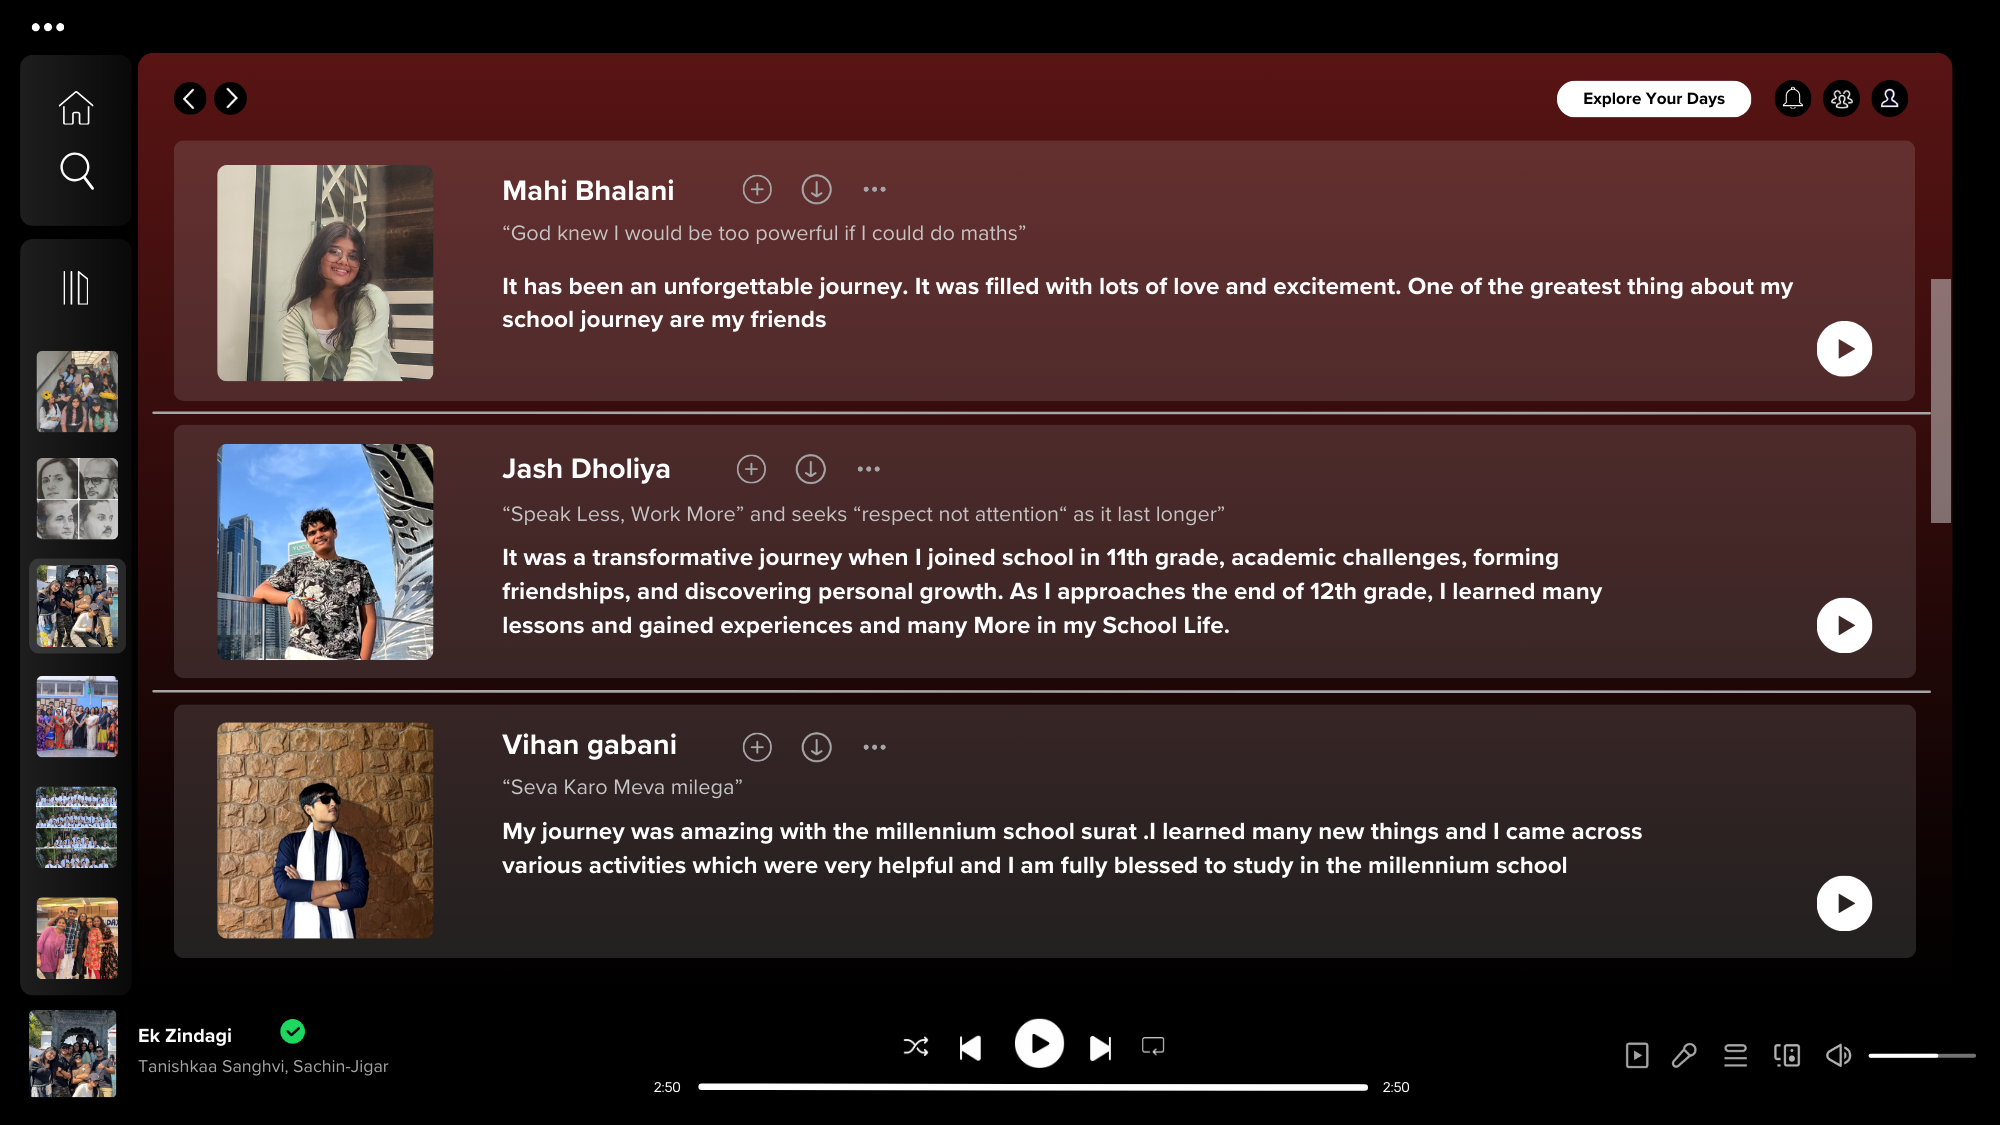 Explore Your Days
Mahi Bhalani
“God knew I would be too powerful if I could do maths”
It has been an unforgettable journey. It was filled with lots of love and excitement. One of the greatest thing about my
school journey are my friends
Jash Dholiya
“Speak Less, Work More” and seeks “respect not attention“ as it last longer”
It was a transformative journey when I joined school in 11th grade, academic challenges, forming
friendships, and discovering personal growth. As I approaches the end of 12th grade, I learned many
lessons and gained experiences and many More in my School Life.
Vihan gabani
“Seva Karo Meva milega”
My journey was amazing with the millennium school surat .I learned many new things and I came across
various activities which were very helpful and I am fully blessed to study in the millennium school
Ek Zindagi
Tanishkaa Sanghvi, Sachin-Jigar
2:50
2:50